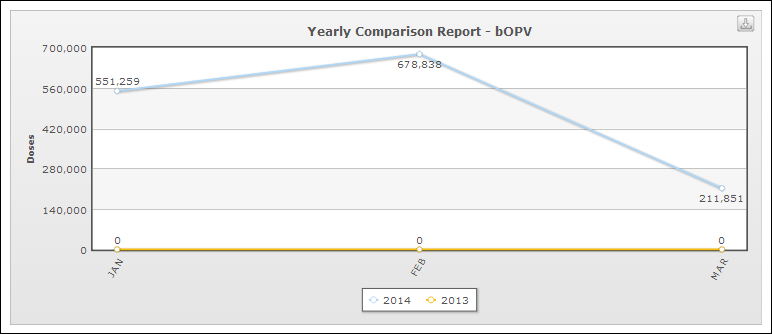 Yearly Comparison Report - bOPV
700,000
560,000
420,000
280,000
140,000
0
Doses
551,259
678,838
211,851
0
0
0
JAN
FEB
MAR
2014
2013